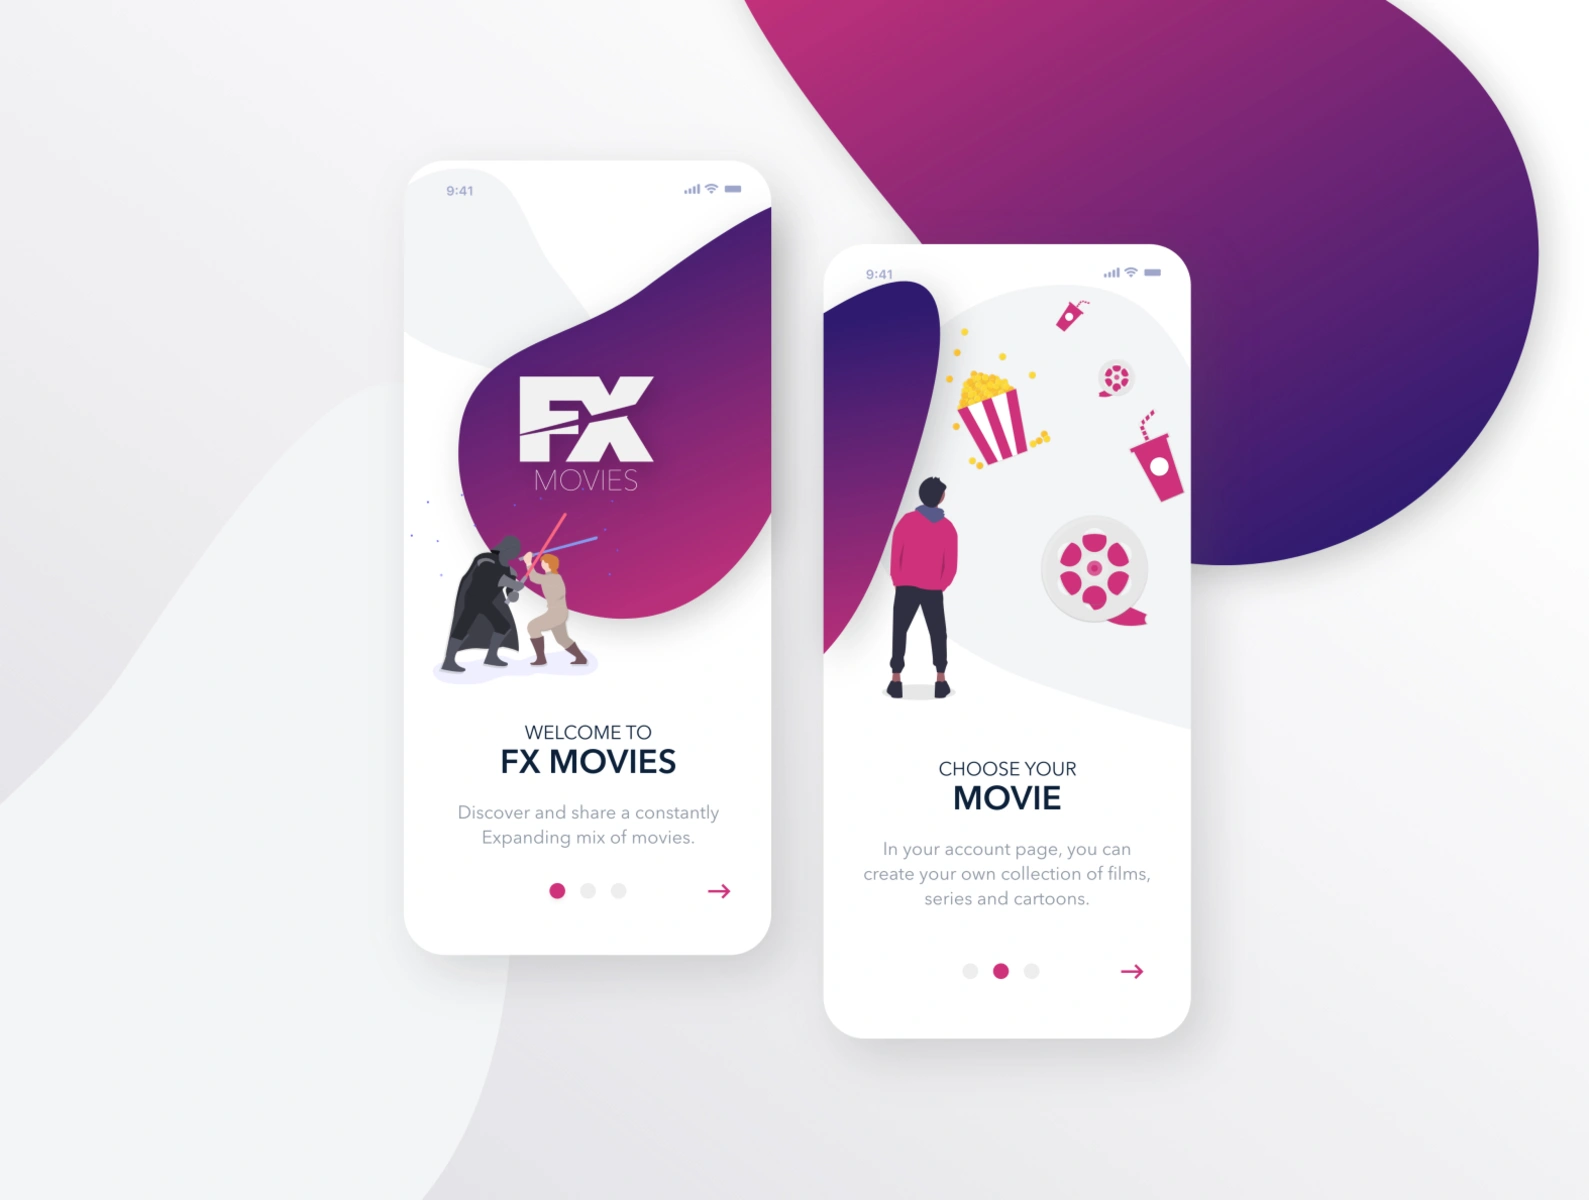 9:41
FX
MOVIES
WELCOME TO
FX MOVIES
Discover and share a constantly
Expanding mix of movies.
9:41
CHOOSE YOUR
MOVIE
In your account page, you can
create your own collection of films,
series and cartoons.